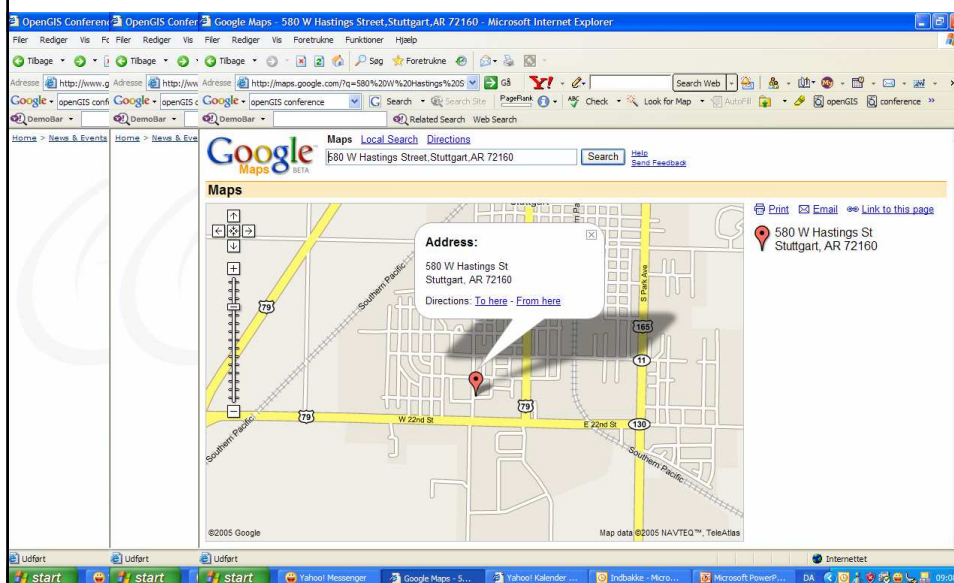 OpenGIS Conferen OpenGIS Confer Google Maps - 580 W Hastings Street,Stuttgart,AR 72160 - Microsoft Internet Explorer
Filer Rediger Vis Fc Filer Rediger Vis Filer Rediger Vis Foretrukne Funktioner Hjælp
Tilbage Tilbage Tilbage Søg Foretrukne
Adresse http://www.g Adresse http://ww Adresse http://maps.google.com/?q=580%20W%20Hastings%20S Gå Y! Search Web
Google openGIS conf Google openGIS c Google openGIS conference G Search Search Site PageRank Check Look for Map AutoFill openGIS conference »
DemoBar DemoBar DemoBar Related Search Web Search
Home > News & Events Home > News & Eve
Google Maps BETA
Maps Local Search Directions
580 W Hastings Street,Stuttgart,AR 72160 Search Help
Send Feedback
Maps
Print Email Link to this page
580 W Hastings St
Stuttgart, AR 72160
Address:
580 W Hastings St
Stuttgart, AR 72160
Directions: To here - From here
Stuttgart
Southern Pacific
S Park Ave
79
165
11
79
79
W 22nd St
E 22nd St
130
Southern Pacific
Southern Pacific
©2005 Google Map data ©2005 NAVTEQ™, TeleAtlas
Udført Udført Udført Internettet
start start start Yahoo! Messenger Google Maps - 5... Yahoo! Kalender ... Indbakke - Micro... Microsoft PowerP... DA 09:0